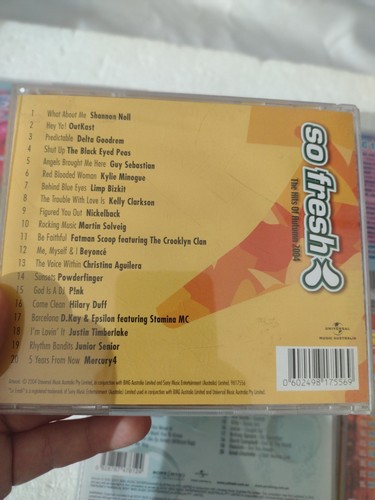 1 What About Me Shannon Noll
2 Hey Ya! OutKast
3 Predictable Delta Goodrem
4 Shut Up The Black Eyed Peas
5 Angels Brought Me Here Guy Sebastian
6 Red Blooded Woman Kylie Minogue
7 Behind Blue Eyes Limp Bizkit
8 The Trouble With Love Is Kelly Clarkson
9 Figured You Out Nickelback
10 Rocking Music Martin Solveig
11 Be Faithful Fatman Scoop featuring The Crooklyn Clan
12 Me, Myself & I Beyoncé
13 The Voice Within Christina Aguilera
14 Sunsets Powderfinger
15 God Is A DJ P!nk
16 Come Clean Hilary Duff
17 Barcelona D.Kay & Epsilon featuring Stamina MC
18 I'm Lovin' It Justin Timberlake
19 Rhythm Bandits Junior Senior
20 5 Years From Now Mercury4
so fresh
The Hits Of Autumn 2004
UNIVERSAL
MUSIC AUSTRALIA
0 602498 175569